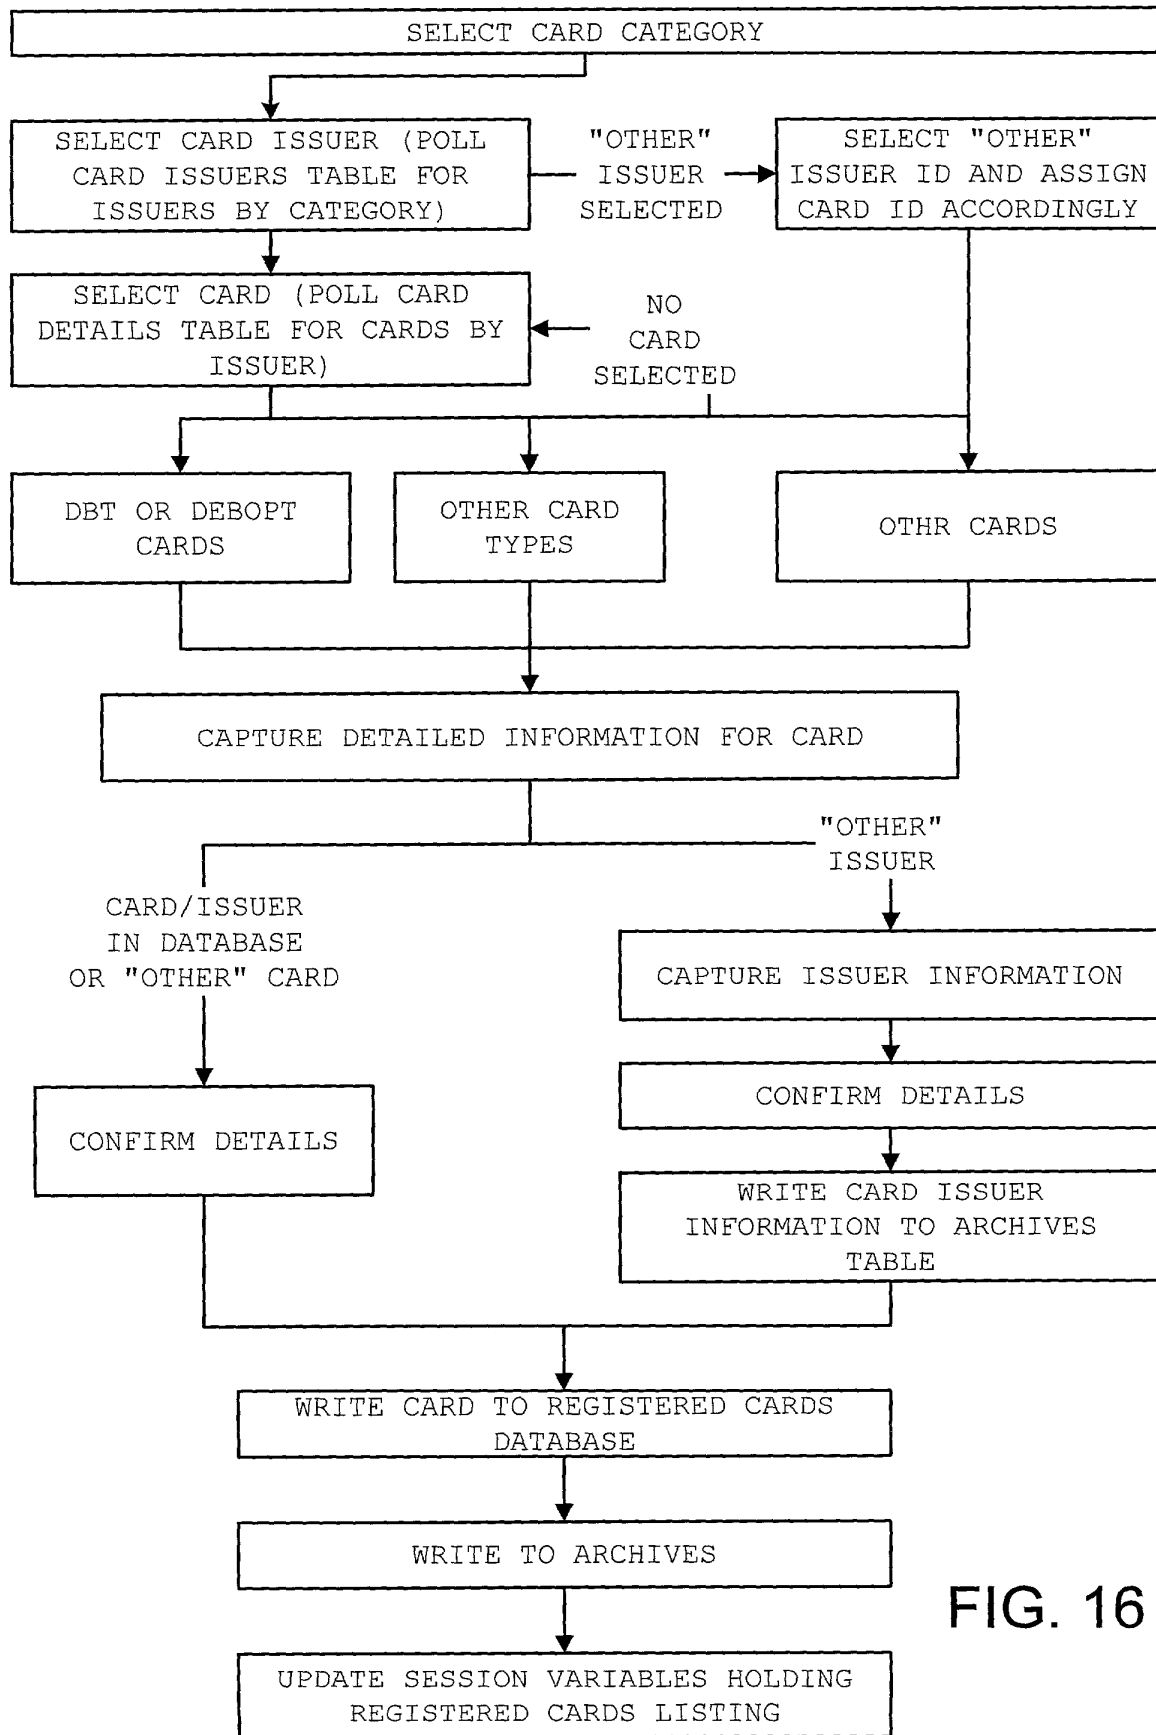 SELECT CARD CATEGORY
SELECT CARD ISSUER (POLL
CARD ISSUERS TABLE FOR
ISSUERS BY CATEGORY)
"OTHER"
ISSUER
SELECTED
SELECT "OTHER"
ISSUER ID AND ASSIGN
CARD ID ACCORDINGLY
SELECT CARD (POLL CARD
DETAILS TABLE FOR CARDS BY
ISSUER)
NO
CARD
SELECTED
DBT OR DEBOPT
CARDS
OTHER CARD
TYPES
OTHR CARDS
CAPTURE DETAILED INFORMATION FOR CARD
"OTHER"
ISSUER
CARD/ISSUER
IN DATABASE
OR "OTHER" CARD
CAPTURE ISSUER INFORMATION
CONFIRM DETAILS
CONFIRM DETAILS
WRITE CARD ISSUER
INFORMATION TO ARCHIVES
TABLE
WRITE CARD TO REGISTERED CARDS
DATABASE
WRITE TO ARCHIVES
FIG. 16
UPDATE SESSION VARIABLES HOLDING
REGISTERED CARDS LISTING